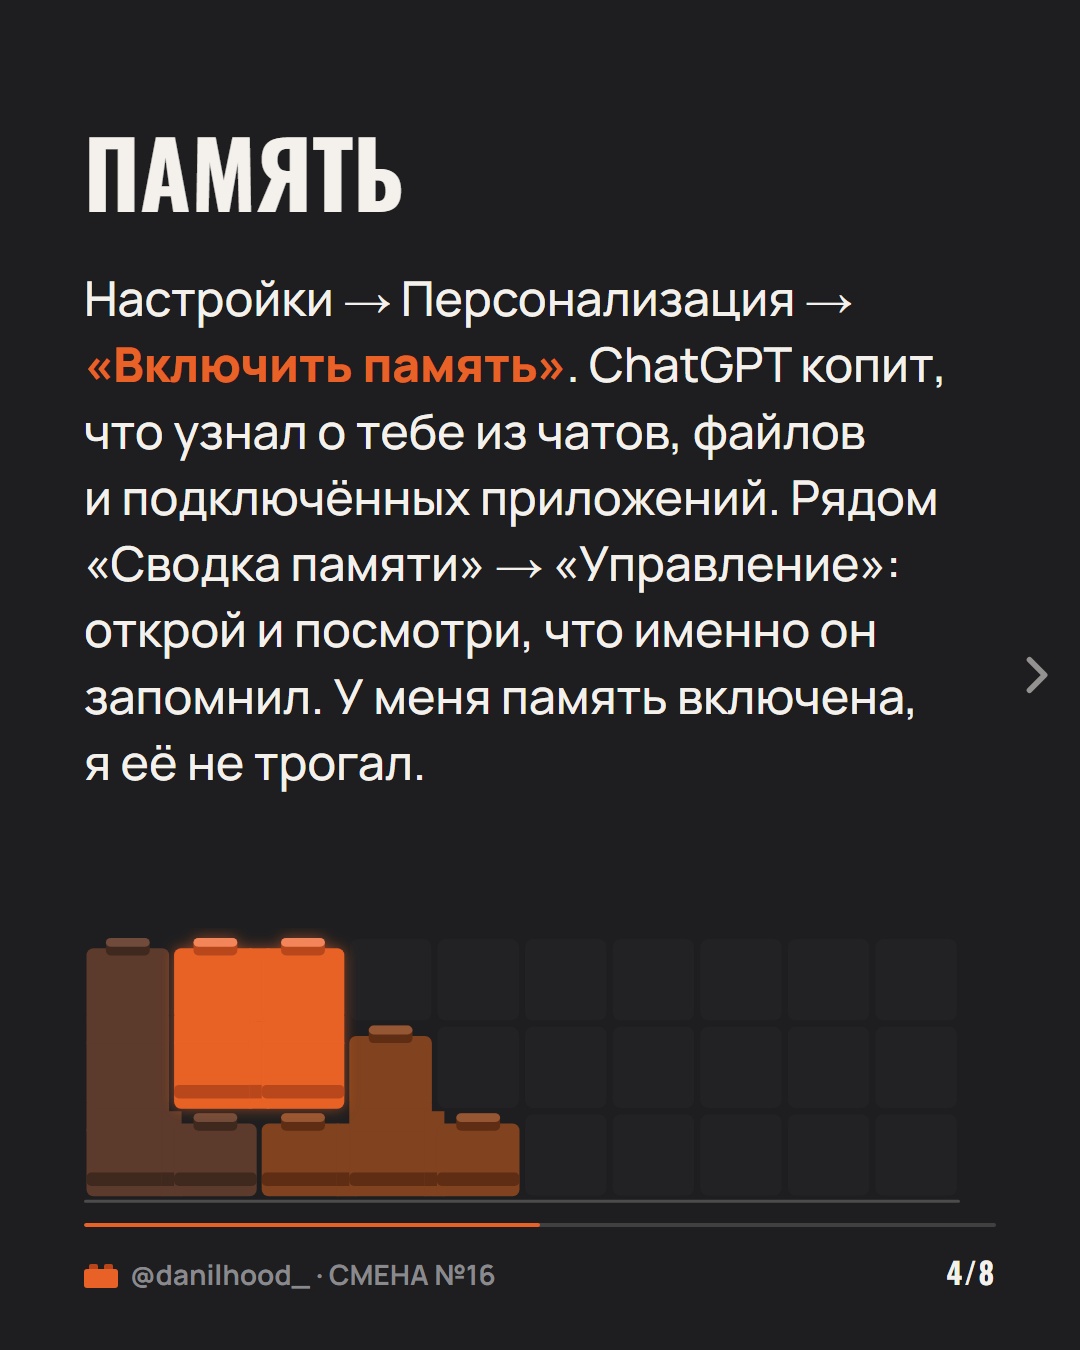 ПАМЯТЬ
Настройки → Персонализация →
«Включить память». ChatGPT копит,
что узнал о тебе из чатов, файлов
и подключённых приложений. Рядом
«Сводка памяти» → «Управление»:
открой и посмотри, что именно он
запомнил. У меня память включена,
я её не трогал.
@danilhood_ · СМЕНА №16
4/8